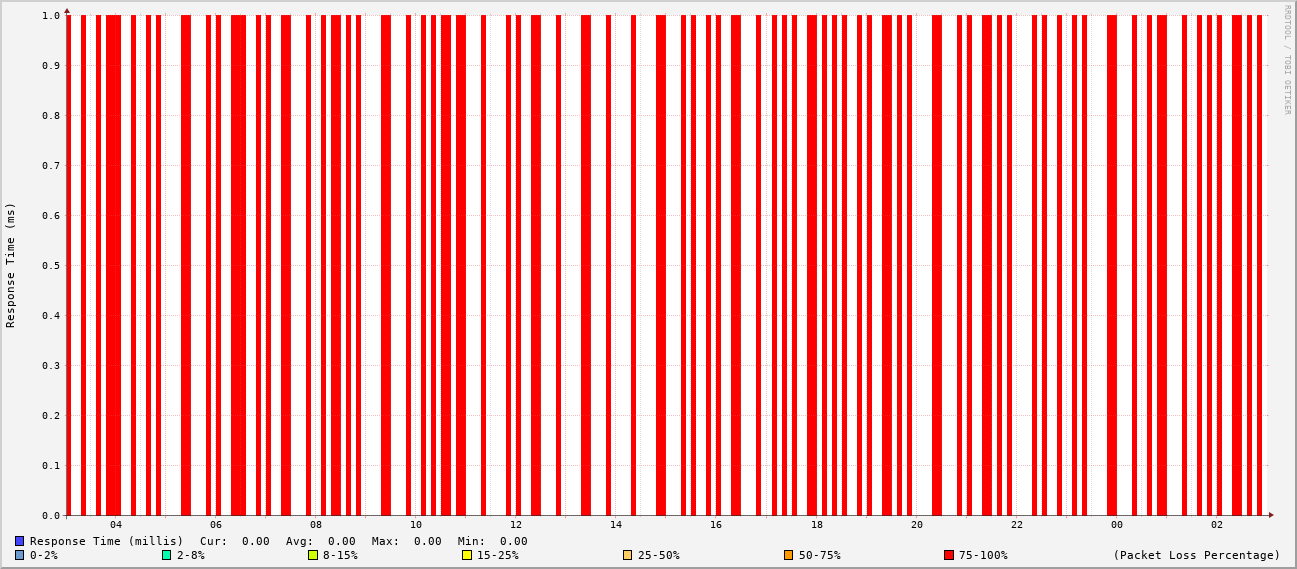 RRDTOOL / TOBI OETIKER
Response Time (ms)
1.0
0.9
0.8
0.7
0.6
0.5
0.4
0.3
0.2
0.1
0.0
04 06 08 10 12 14 16 18 20 22 00 02
Response Time (millis) Cur: 0.00 Avg: 0.00 Max: 0.00 Min: 0.00
0-2% 2-8% 8-15% 15-25% 25-50% 50-75% 75-100% (Packet Loss Percentage)